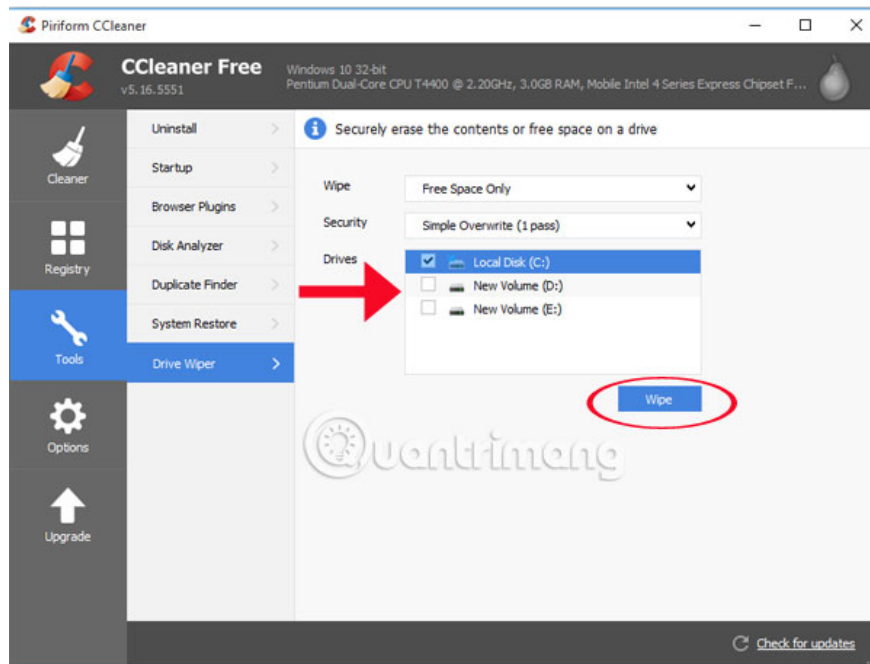 Piriform CCleaner
CCleaner Free
v5.16.5551
Windows 10 32-bit
Pentium Dual-Core CPU T4400 @ 2.20GHz, 3.0GB RAM, Mobile Intel 4 Series Express Chipset F...
Cleaner
Registry
Tools
Options
Upgrade
Uninstall
Startup
Browser Plugins
Disk Analyzer
Duplicate Finder
System Restore
Drive Wiper
Securely erase the contents or free space on a drive
Wipe
Free Space Only
Security
Simple Overwrite (1 pass)
Drives
Local Disk (C:)
New Volume (D:)
New Volume (E:)
Wipe
Quantrimang
Check for updates